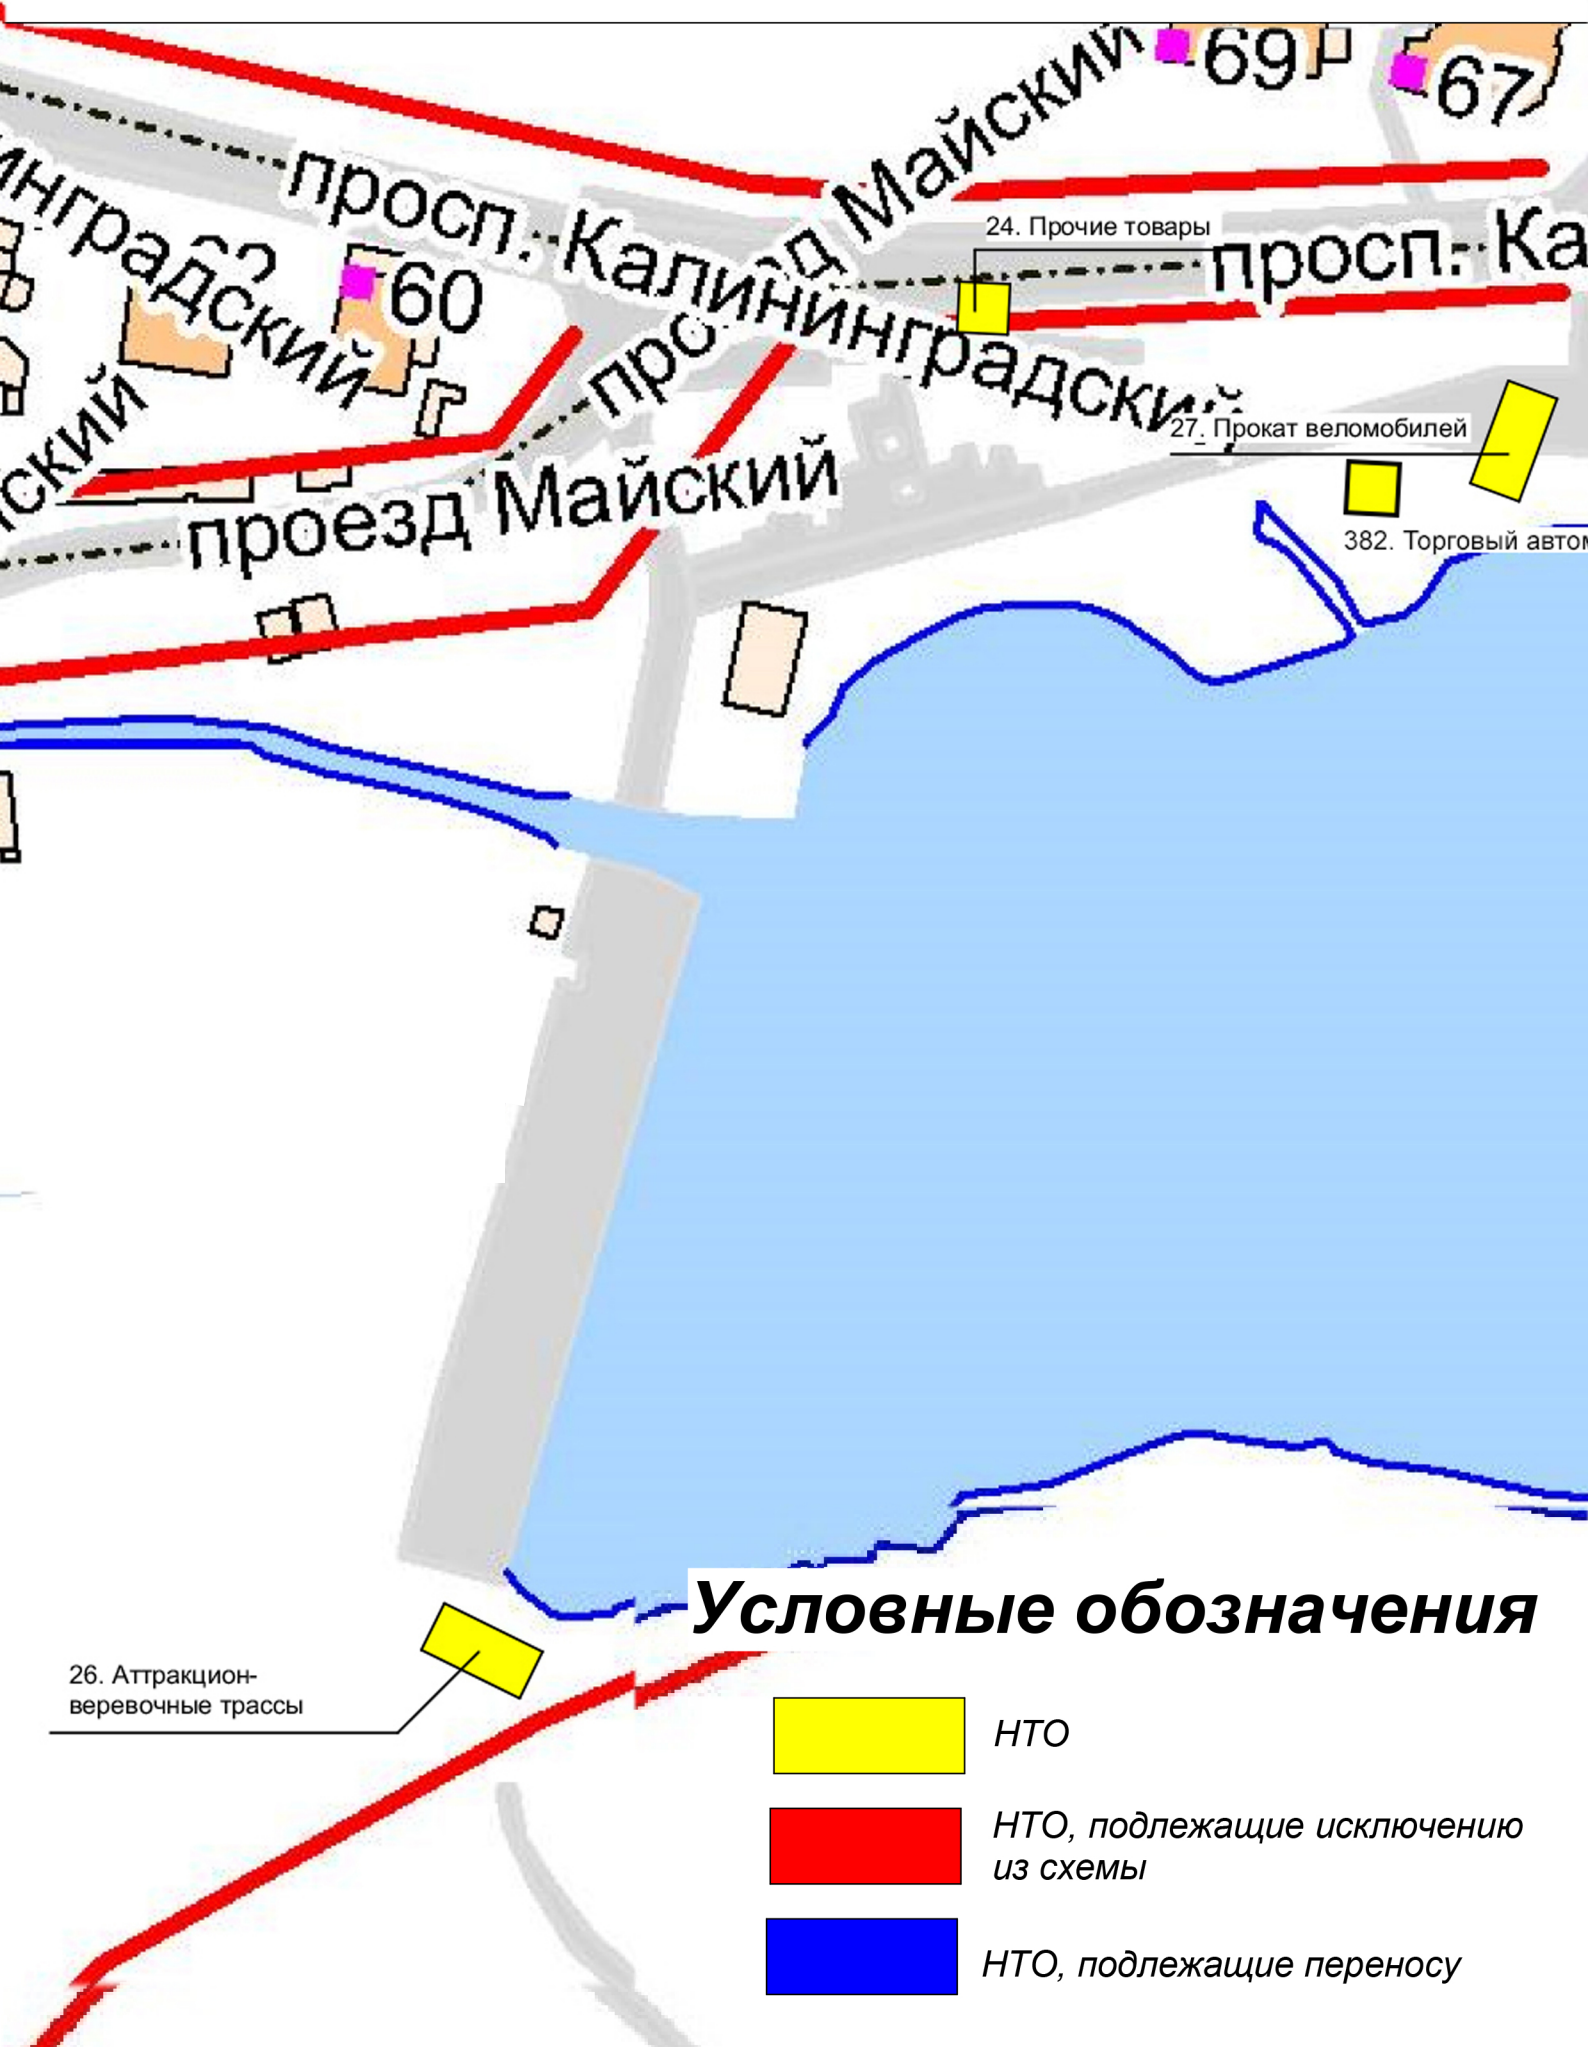 69
67
проезд Майский
просп. Калининградский
24. Прочие товары
просп. Ка
инградский
60
ский
27. Прокат веломобилей
проезд Майский
382. Торговый автом
Условные обозначения
26. Аттракцион-
веревочные трассы
НТО
НТО, подлежащие исключению
из схемы
НТО, подлежащие переносу